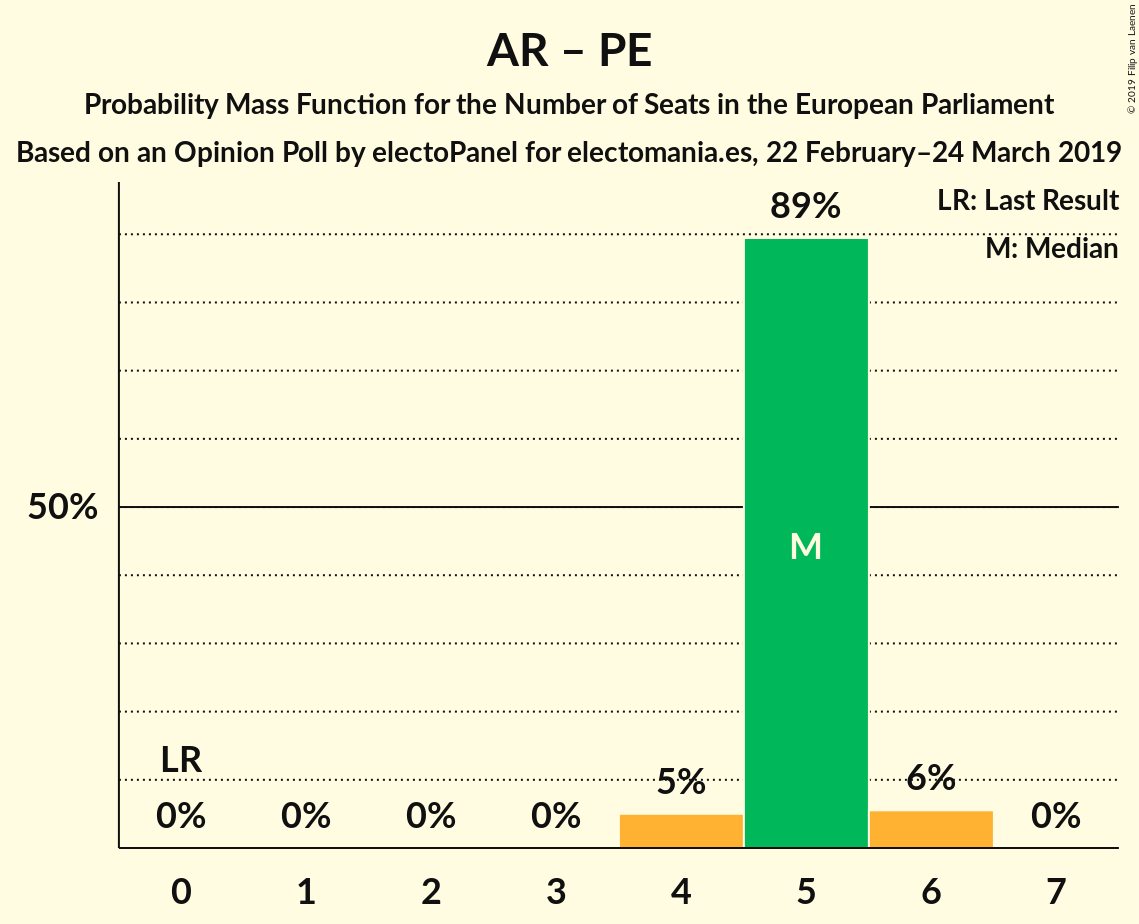 AR – PE
Probability Mass Function for the Number of Seats in the European Parliament
Based on an Opinion Poll by electoPanel for electomania.es, 22 February–24 March 2019
© 2019 Filip van Laenen
LR: Last Result
M: Median
89%
50%
M
LR
0% 0% 0% 0% 5% 6% 0%
0 1 2 3 4 5 6 7